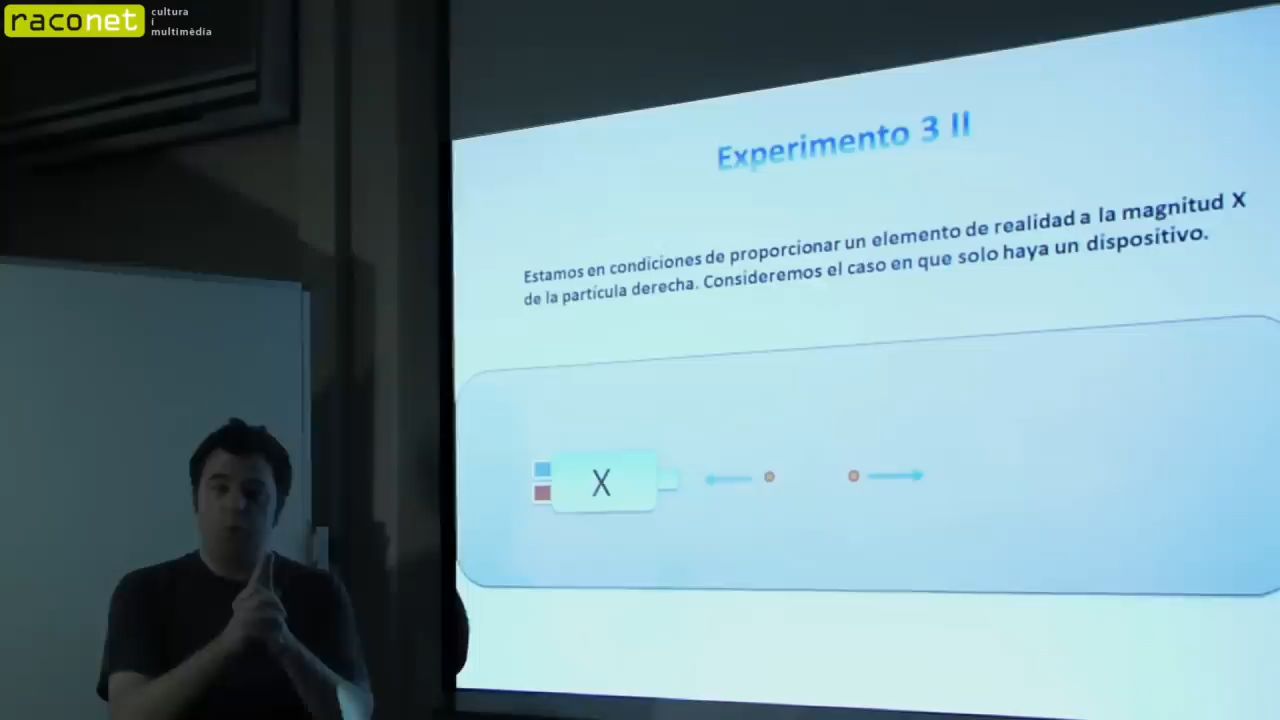 raconet
cultura
i
multimèdia
Experimento 3 II
Estamos en condiciones de proporcionar un elemento de realidad a la magnitud X
de la partícula derecha. Consideremos el caso en que solo haya un dispositivo.
X